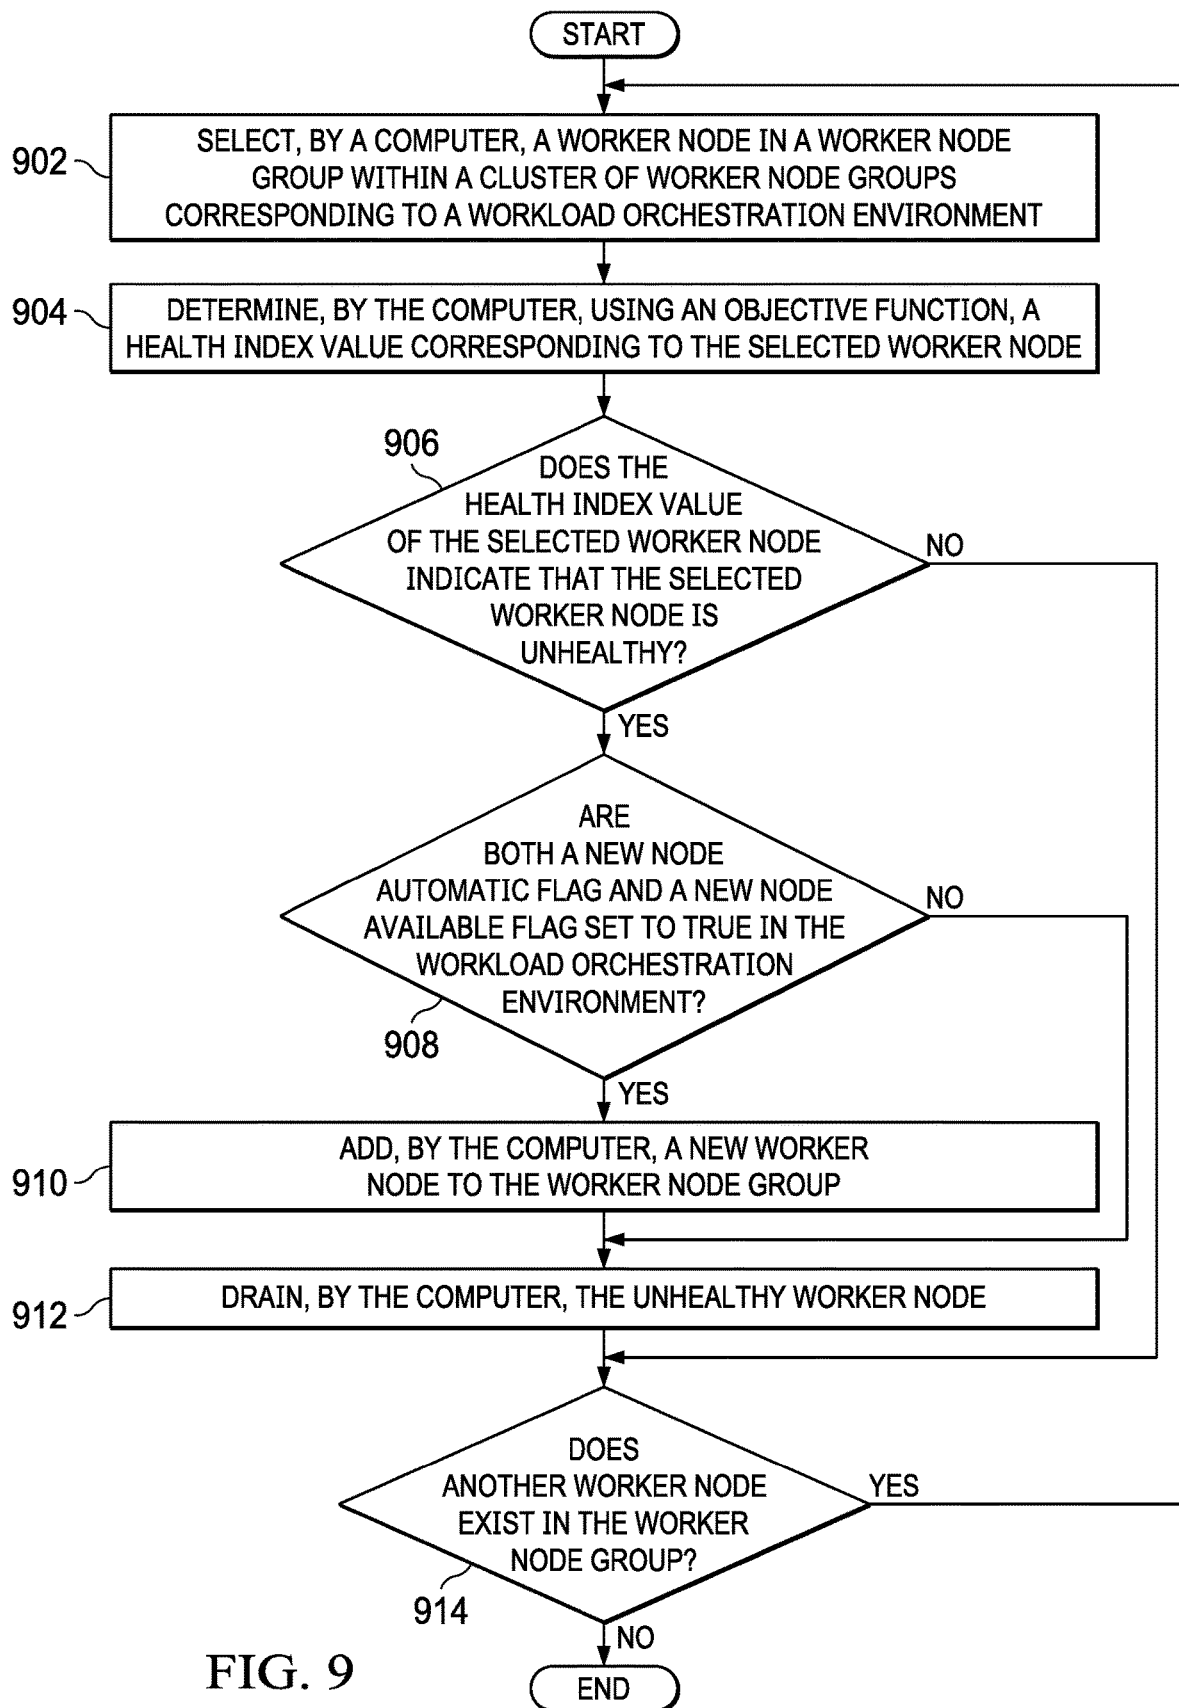 START
902
SELECT, BY A COMPUTER, A WORKER NODE IN A WORKER NODE
GROUP WITHIN A CLUSTER OF WORKER NODE GROUPS
CORRESPONDING TO A WORKLOAD ORCHESTRATION ENVIRONMENT
904
DETERMINE, BY THE COMPUTER, USING AN OBJECTIVE FUNCTION, A
HEALTH INDEX VALUE CORRESPONDING TO THE SELECTED WORKER NODE
906
DOES THE
HEALTH INDEX VALUE
OF THE SELECTED WORKER NODE
INDICATE THAT THE SELECTED
WORKER NODE IS
UNHEALTHY?
NO
YES
ARE
BOTH A NEW NODE
AUTOMATIC FLAG AND A NEW NODE
AVAILABLE FLAG SET TO TRUE IN THE
WORKLOAD ORCHESTRATION
ENVIRONMENT?
NO
908
YES
910
ADD, BY THE COMPUTER, A NEW WORKER
NODE TO THE WORKER NODE GROUP
912
DRAIN, BY THE COMPUTER, THE UNHEALTHY WORKER NODE
DOES
ANOTHER WORKER NODE
EXIST IN THE WORKER
NODE GROUP?
YES
914
NO
FIG. 9
END